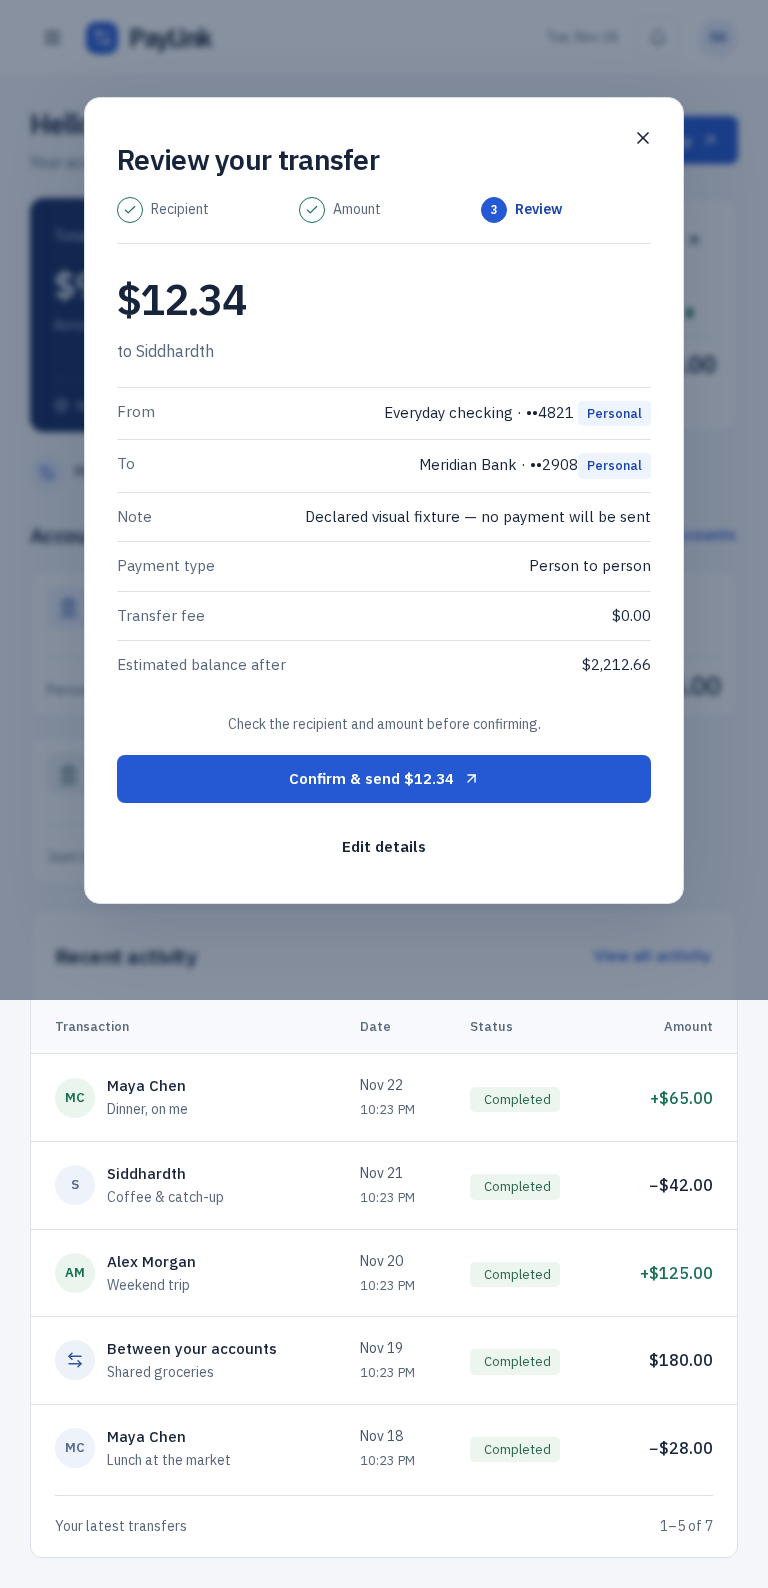 PayLink
Tue, Nov 24
Review your transfer
Recipient
Amount
3 Review
$12.34
to Siddhardth
From Everyday checking · ••4821 Personal
To Meridian Bank · ••2908 Personal
Note Declared visual fixture — no payment will be sent
Payment type Person to person
Transfer fee $0.00
Estimated balance after $2,212.66
Check the recipient and amount before confirming.
Confirm & send $12.34
Edit details
Recent activity View all activity
Transaction Date Status Amount
MC Maya Chen Nov 22 Completed +$65.00
Dinner, on me 10:23 PM
S Siddhardth Nov 21 Completed −$42.00
Coffee & catch-up 10:23 PM
AM Alex Morgan Nov 20 Completed +$125.00
Weekend trip 10:23 PM
Between your accounts Nov 19 Completed $180.00
Shared groceries 10:23 PM
MC Maya Chen Nov 18 Completed −$28.00
Lunch at the market 10:23 PM
Your latest transfers 1–5 of 7